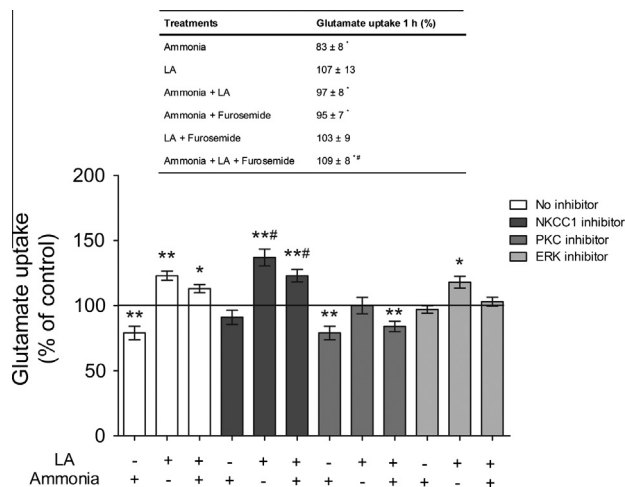 Treatments Glutamate uptake 1 h (%)
Ammonia 83 ± 8 *
LA 107 ± 13
Ammonia + LA 97 ± 8 *
Ammonia + Furosemide 95 ± 7 *
LA + Furosemide 103 ± 9
Ammonia + LA + Furosemide 109 ± 8 *#
Glutamate uptake
(% of control)
200
150
100
50
0
** ** * **# **# ** ** *
No inhibitor
NKCC1 inhibitor
PKC inhibitor
ERK inhibitor
LA - + + - + + - + + - + +
Ammonia + - + + - + + - + + - +